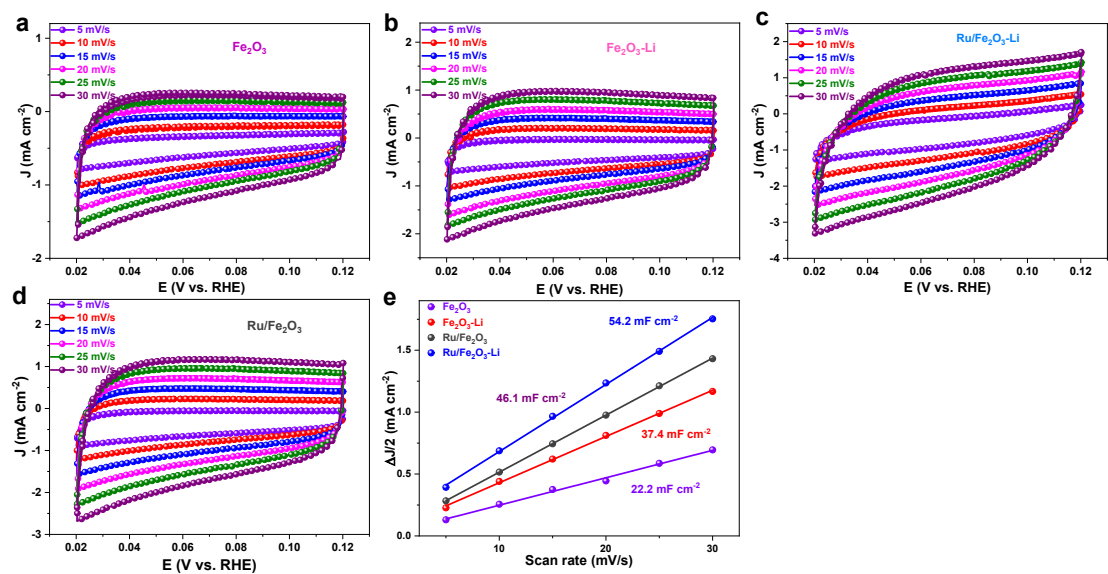 a
5 mV/s
10 mV/s
15 mV/s
20 mV/s
25 mV/s
30 mV/s
Fe₂O₃
J (mA cm⁻²)
1
0
-1
-2
0.02 0.04 0.06 0.08 0.10 0.12
E (V vs. RHE)
b
5 mV/s
10 mV/s
15 mV/s
20 mV/s
25 mV/s
30 mV/s
Fe₂O₃-Li
J (mA cm⁻²)
2
1
0
-1
-2
0.02 0.04 0.06 0.08 0.10 0.12
E (V vs. RHE)
c
5 mV/s
10 mV/s
15 mV/s
20 mV/s
25 mV/s
30 mV/s
Ru/Fe₂O₃-Li
J (mA cm⁻²)
2
1
0
-1
-2
-3
-4
0.02 0.04 0.06 0.08 0.10 0.12
E (V vs. RHE)
d
5 mV/s
10 mV/s
15 mV/s
20 mV/s
25 mV/s
30 mV/s
Ru/Fe₂O₃
J (mA cm⁻²)
2
1
0
-1
-2
-3
0.02 0.04 0.06 0.08 0.10 0.12
E (V vs. RHE)
e
Fe₂O₃
Fe₂O₃-Li
Ru/Fe₂O₃
Ru/Fe₂O₃-Li
54.2 mF cm⁻²
46.1 mF cm⁻²
37.4 mF cm⁻²
22.2 mF cm⁻²
ΔJ/2 (mA cm⁻²)
1.5
1.0
0.5
0.0
10 20 30
Scan rate (mV/s)